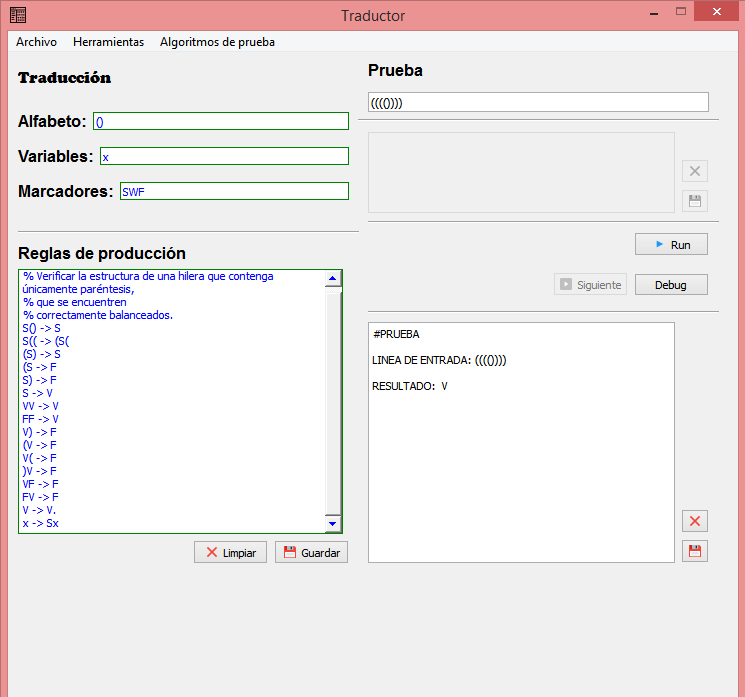 Traductor
Archivo Herramientas Algoritmos de prueba
Traducción
Alfabeto: ()
Variables: x
Marcadores: SWF
Reglas de producción
% Verificar la estructura de una hilera que contenga
únicamente paréntesis,
% que se encuentren
% correctamente balanceados.
S() -> S
S(( -> (S(
(S) -> S
(S -> F
S) -> F
S -> V
VV -> V
FF -> V
V) -> F
(V -> F
V( -> F
)V -> F
VF -> F
FV -> F
V -> V.
x -> Sx
Limpiar Guardar
Prueba
(((())))
Run
Siguiente Debug
#PRUEBA
LINEA DE ENTRADA: (((())))
RESULTADO: V